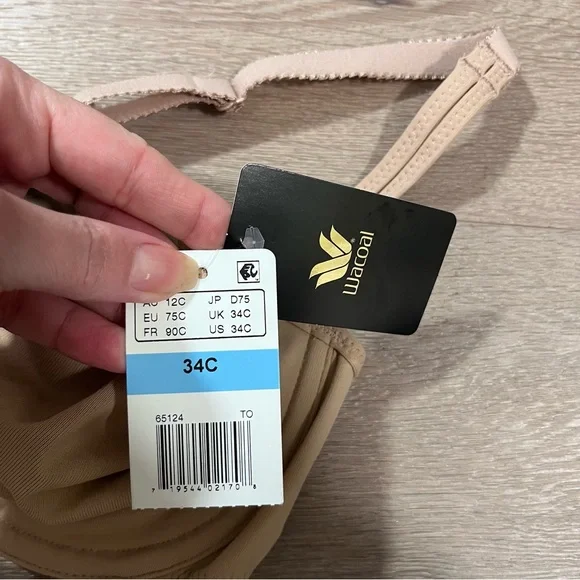 Wacoal
AU 12C JP D75
EU 75C UK 34C
FR 90C US 34C
34C
65124 TO
7 19544 02170 8